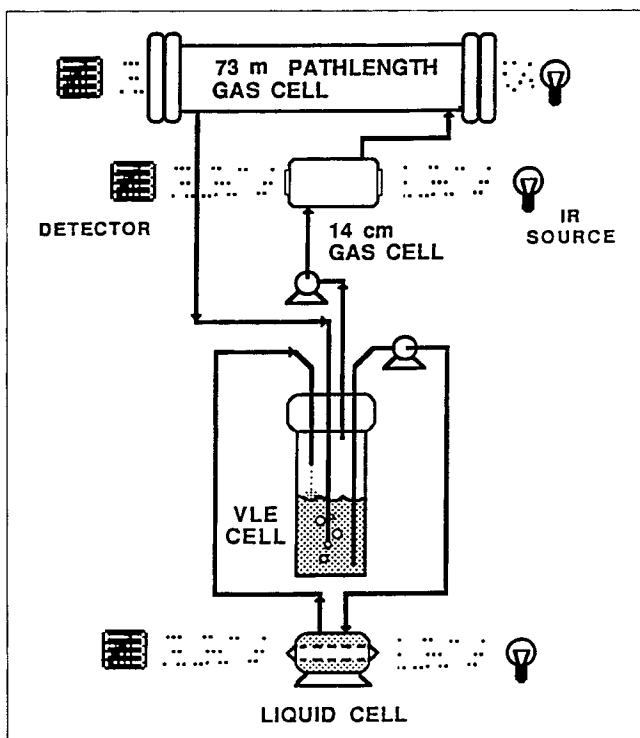 73 m PATHLENGTH
GAS CELL
DETECTOR
14 cm
GAS CELL
IR
SOURCE
VLE
CELL
LIQUID CELL